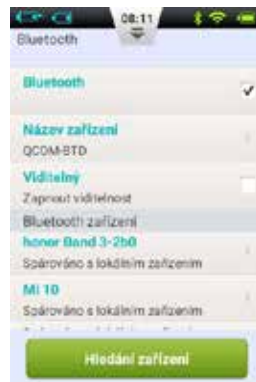 08:11
Bluetooth
Bluetooth
Název zařízení
QCOM-BTD
Viditelný
Zapnout viditelnost
Bluetooth zařízení
honor Band 3-2b0
Spárováno s lokálním zařízením
Mi 10
Spárováno s lokálním zařízením
Hledání zařízení